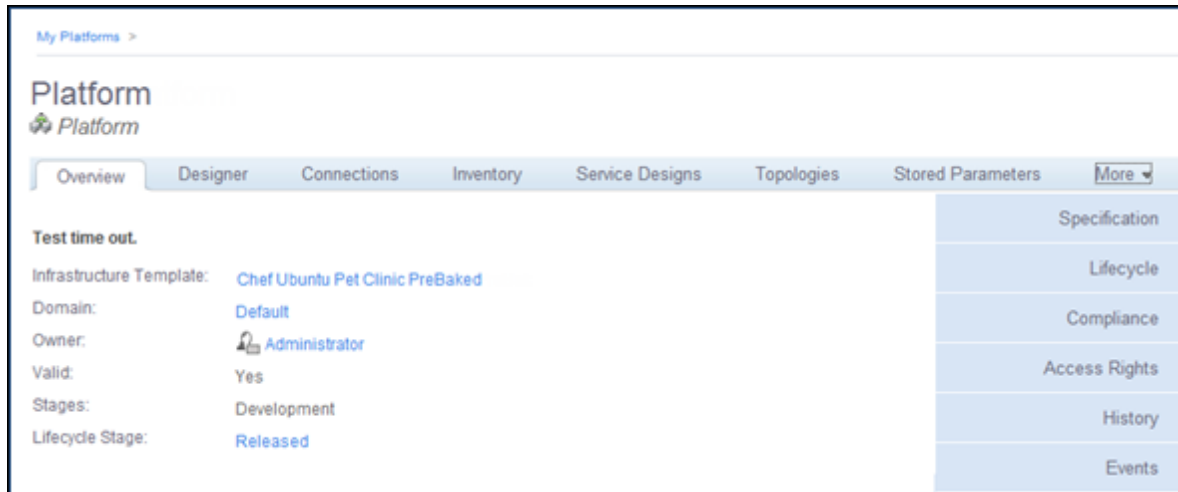 My Platforms >
Platform
Platform
Overview Designer Connections Inventory Service Designs Topologies Stored Parameters More
Specification
Test time out.
Infrastructure Template: Chef Ubuntu Pet Clinic PreBaked
Lifecycle
Domain: Default
Compliance
Owner: Administrator
Access Rights
Valid: Yes
Stages: Development
History
Lifecycle Stage: Released
Events